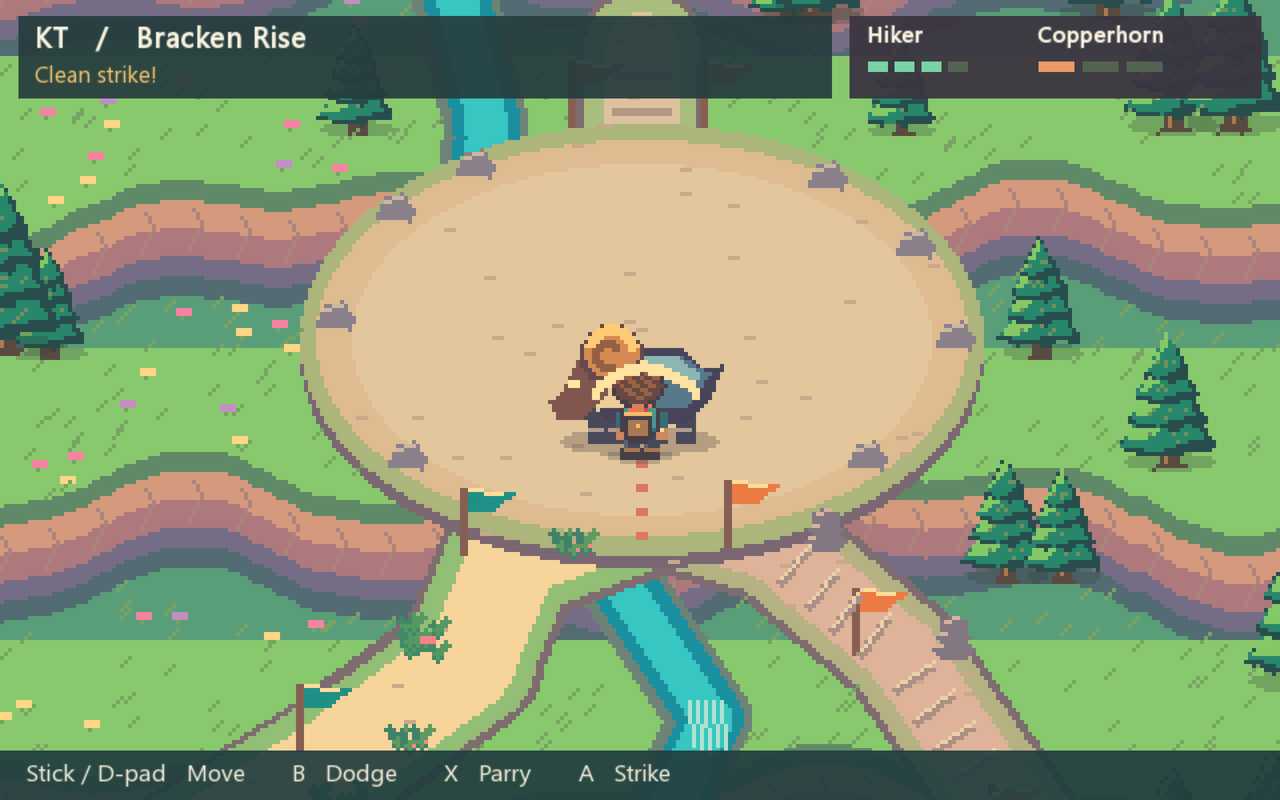 KT / Bracken Rise
Clean strike!
Hiker Copperhorn
Stick / D-pad Move B Dodge X Parry A Strike